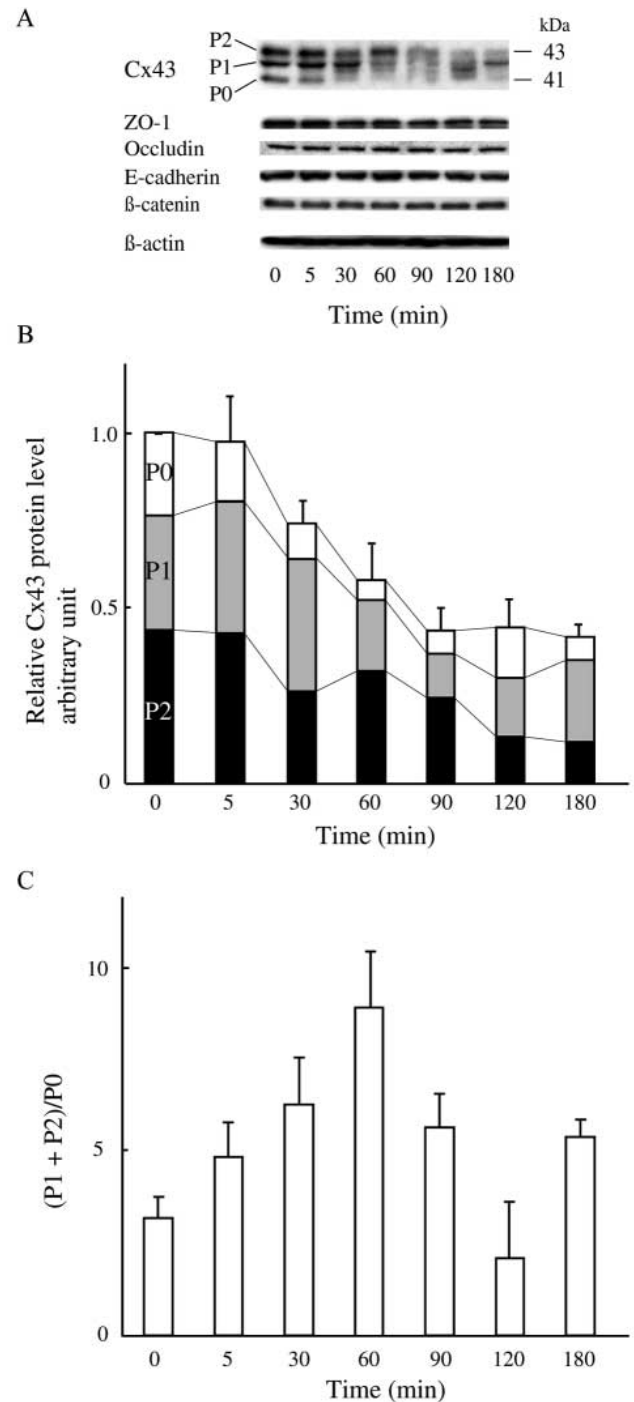 A
kDa
P2
43
Cx43
P1
P0
41
ZO-1
Occludin
E-cadherin
ß-catenin
ß-actin
0 5 30 60 90 120 180
Time (min)
B
Relative Cx43 protein level
arbitrary unit
1.0
0.5
0
P0
P1
P2
0 5 30 60 90 120 180
Time (min)
C
(P1 + P2)/P0
10
5
0
0 5 30 60 90 120 180
Time (min)